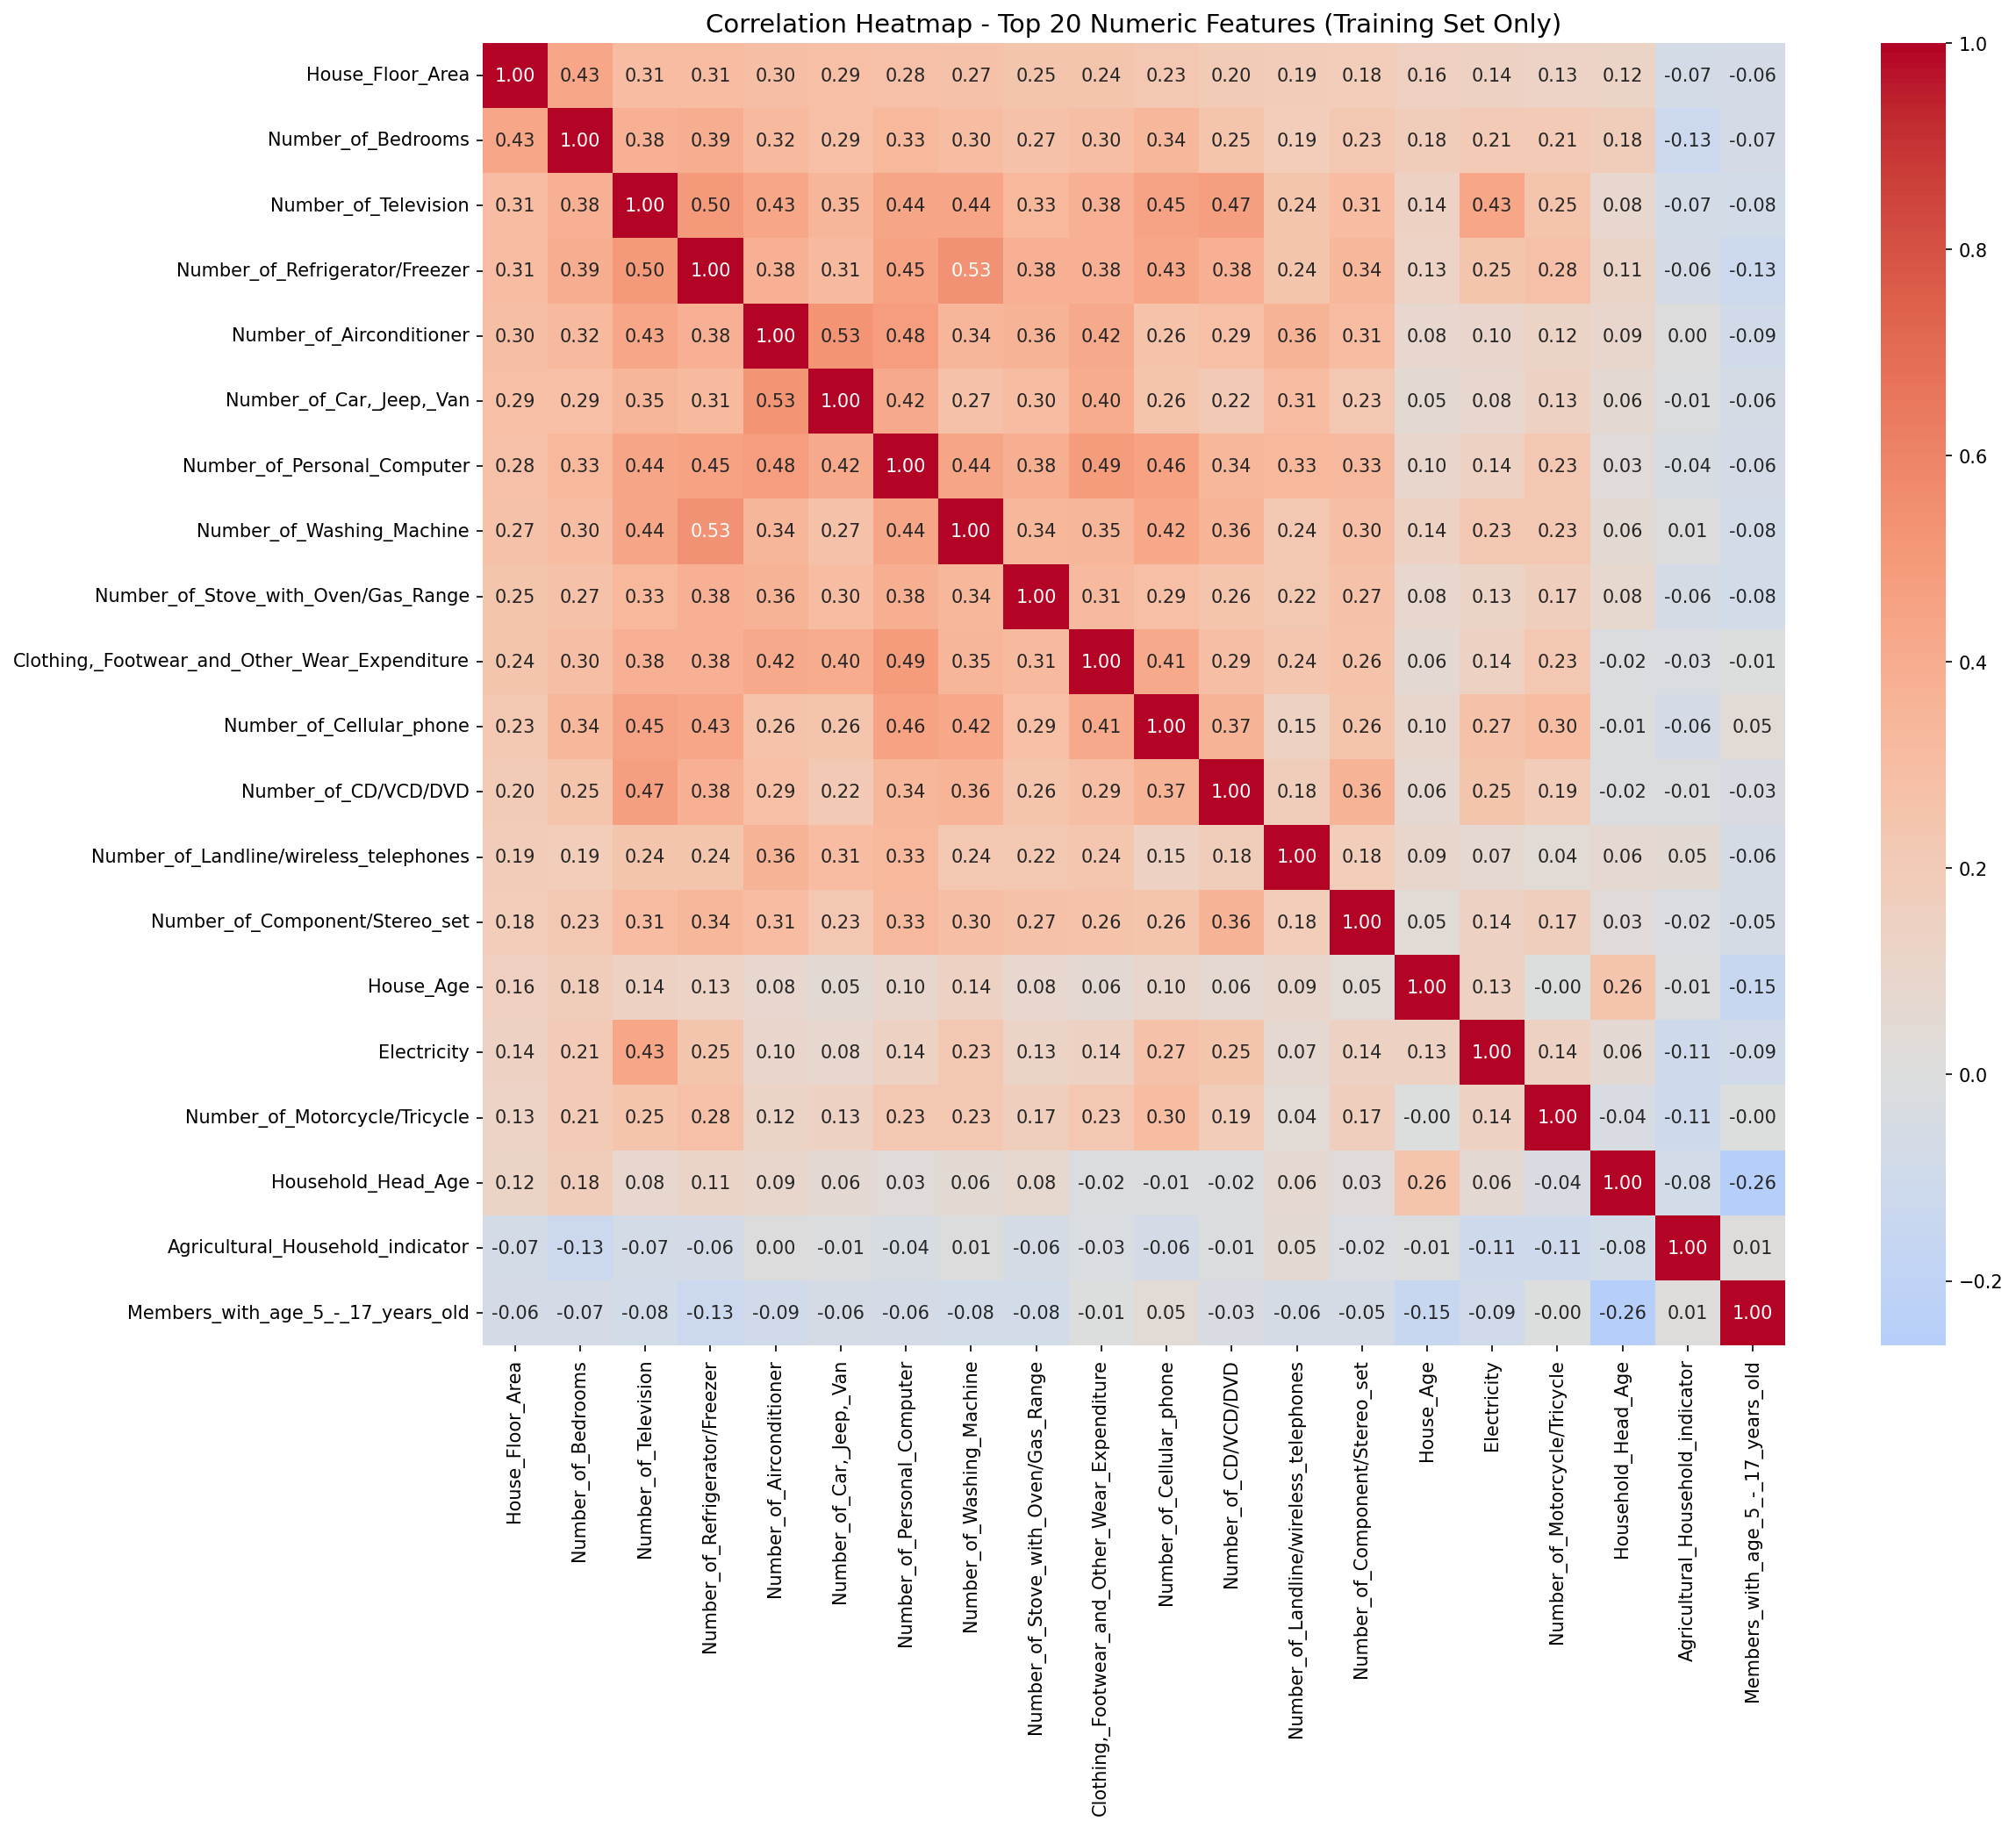 Correlation Heatmap - Top 20 Numeric Features (Training Set Only)
House_Floor_Area 1.00 0.43 0.31 0.31 0.30 0.29 0.28 0.27 0.25 0.24 0.23 0.20 0.19 0.18 0.16 0.14 0.13 0.12 -0.07 -0.06
Number_of_Bedrooms 0.43 1.00 0.38 0.39 0.32 0.29 0.33 0.30 0.27 0.30 0.34 0.25 0.19 0.23 0.18 0.21 0.21 0.18 -0.13 -0.07
Number_of_Television 0.31 0.38 1.00 0.50 0.43 0.35 0.44 0.44 0.33 0.38 0.45 0.47 0.24 0.31 0.14 0.43 0.25 0.08 -0.07 -0.08
Number_of_Refrigerator/Freezer 0.31 0.39 0.50 1.00 0.38 0.31 0.45 0.53 0.38 0.38 0.43 0.38 0.24 0.34 0.13 0.25 0.28 0.11 -0.06 -0.13
Number_of_Airconditioner 0.30 0.32 0.43 0.38 1.00 0.53 0.48 0.34 0.36 0.42 0.26 0.29 0.36 0.31 0.08 0.10 0.12 0.09 0.00 -0.09
Number_of_Car,_Jeep,_Van 0.29 0.29 0.35 0.31 0.53 1.00 0.42 0.27 0.30 0.40 0.26 0.22 0.31 0.23 0.05 0.08 0.13 0.06 -0.01 -0.06
Number_of_Personal_Computer 0.28 0.33 0.44 0.45 0.48 0.42 1.00 0.44 0.38 0.49 0.46 0.34 0.33 0.33 0.10 0.14 0.23 0.03 -0.04 -0.06
Number_of_Washing_Machine 0.27 0.30 0.44 0.53 0.34 0.27 0.44 1.00 0.34 0.35 0.42 0.36 0.24 0.30 0.14 0.23 0.23 0.06 0.01 -0.08
Number_of_Stove_with_Oven/Gas_Range 0.25 0.27 0.33 0.38 0.36 0.30 0.38 0.34 1.00 0.31 0.29 0.26 0.22 0.27 0.08 0.13 0.17 0.08 -0.06 -0.08
Clothing,_Footwear_and_Other_Wear_Expenditure 0.24 0.30 0.38 0.38 0.42 0.40 0.49 0.35 0.31 1.00 0.41 0.29 0.24 0.26 0.06 0.14 0.23 -0.02 -0.03 -0.01
Number_of_Cellular_phone 0.23 0.34 0.45 0.43 0.26 0.26 0.46 0.42 0.29 0.41 1.00 0.37 0.15 0.26 0.10 0.27 0.30 -0.01 -0.06 0.05
Number_of_CD/VCD/DVD 0.20 0.25 0.47 0.38 0.29 0.22 0.34 0.36 0.26 0.29 0.37 1.00 0.18 0.36 0.06 0.25 0.19 -0.02 -0.01 -0.03
Number_of_Landline/wireless_telephones 0.19 0.19 0.24 0.24 0.36 0.31 0.33 0.24 0.22 0.24 0.15 0.18 1.00 0.18 0.09 0.07 0.04 0.06 0.05 -0.06
Number_of_Component/Stereo_set 0.18 0.23 0.31 0.34 0.31 0.23 0.33 0.30 0.27 0.26 0.26 0.36 0.18 1.00 0.05 0.14 0.17 0.03 -0.02 -0.05
House_Age 0.16 0.18 0.14 0.13 0.08 0.05 0.10 0.14 0.08 0.06 0.10 0.06 0.09 0.05 1.00 0.13 -0.00 0.26 -0.01 -0.15
Electricity 0.14 0.21 0.43 0.25 0.10 0.08 0.14 0.23 0.13 0.14 0.27 0.25 0.07 0.14 0.13 1.00 0.14 0.06 -0.11 -0.09
Number_of_Motorcycle/Tricycle 0.13 0.21 0.25 0.28 0.12 0.13 0.23 0.23 0.17 0.23 0.30 0.19 0.04 0.17 -0.00 0.14 1.00 -0.04 -0.11 -0.00
Household_Head_Age 0.12 0.18 0.08 0.11 0.09 0.06 0.03 0.06 0.08 -0.02 -0.01 -0.02 0.06 0.03 0.26 0.06 -0.04 1.00 -0.08 -0.26
Agricultural_Household_indicator -0.07 -0.13 -0.07 -0.06 0.00 -0.01 -0.04 0.01 -0.06 -0.03 -0.06 -0.01 0.05 -0.02 -0.01 -0.11 -0.11 -0.08 1.00 0.01
Members_with_age_5_-_17_years_old -0.06 -0.07 -0.08 -0.13 -0.09 -0.06 -0.06 -0.08 -0.08 -0.01 0.05 -0.03 -0.06 -0.05 -0.15 -0.09 -0.00 -0.26 0.01 1.00
House_Floor_Area
Number_of_Bedrooms
Number_of_Television
Number_of_Refrigerator/Freezer
Number_of_Airconditioner
Number_of_Car,_Jeep,_Van
Number_of_Personal_Computer
Number_of_Washing_Machine
Number_of_Stove_with_Oven/Gas_Range
Clothing,_Footwear_and_Other_Wear_Expenditure
Number_of_Cellular_phone
Number_of_CD/VCD/DVD
Number_of_Landline/wireless_telephones
Number_of_Component/Stereo_set
House_Age
Electricity
Number_of_Motorcycle/Tricycle
Household_Head_Age
Agricultural_Household_indicator
Members_with_age_5_-_17_years_old
1.0
0.8
0.6
0.4
0.2
0.0
−0.2